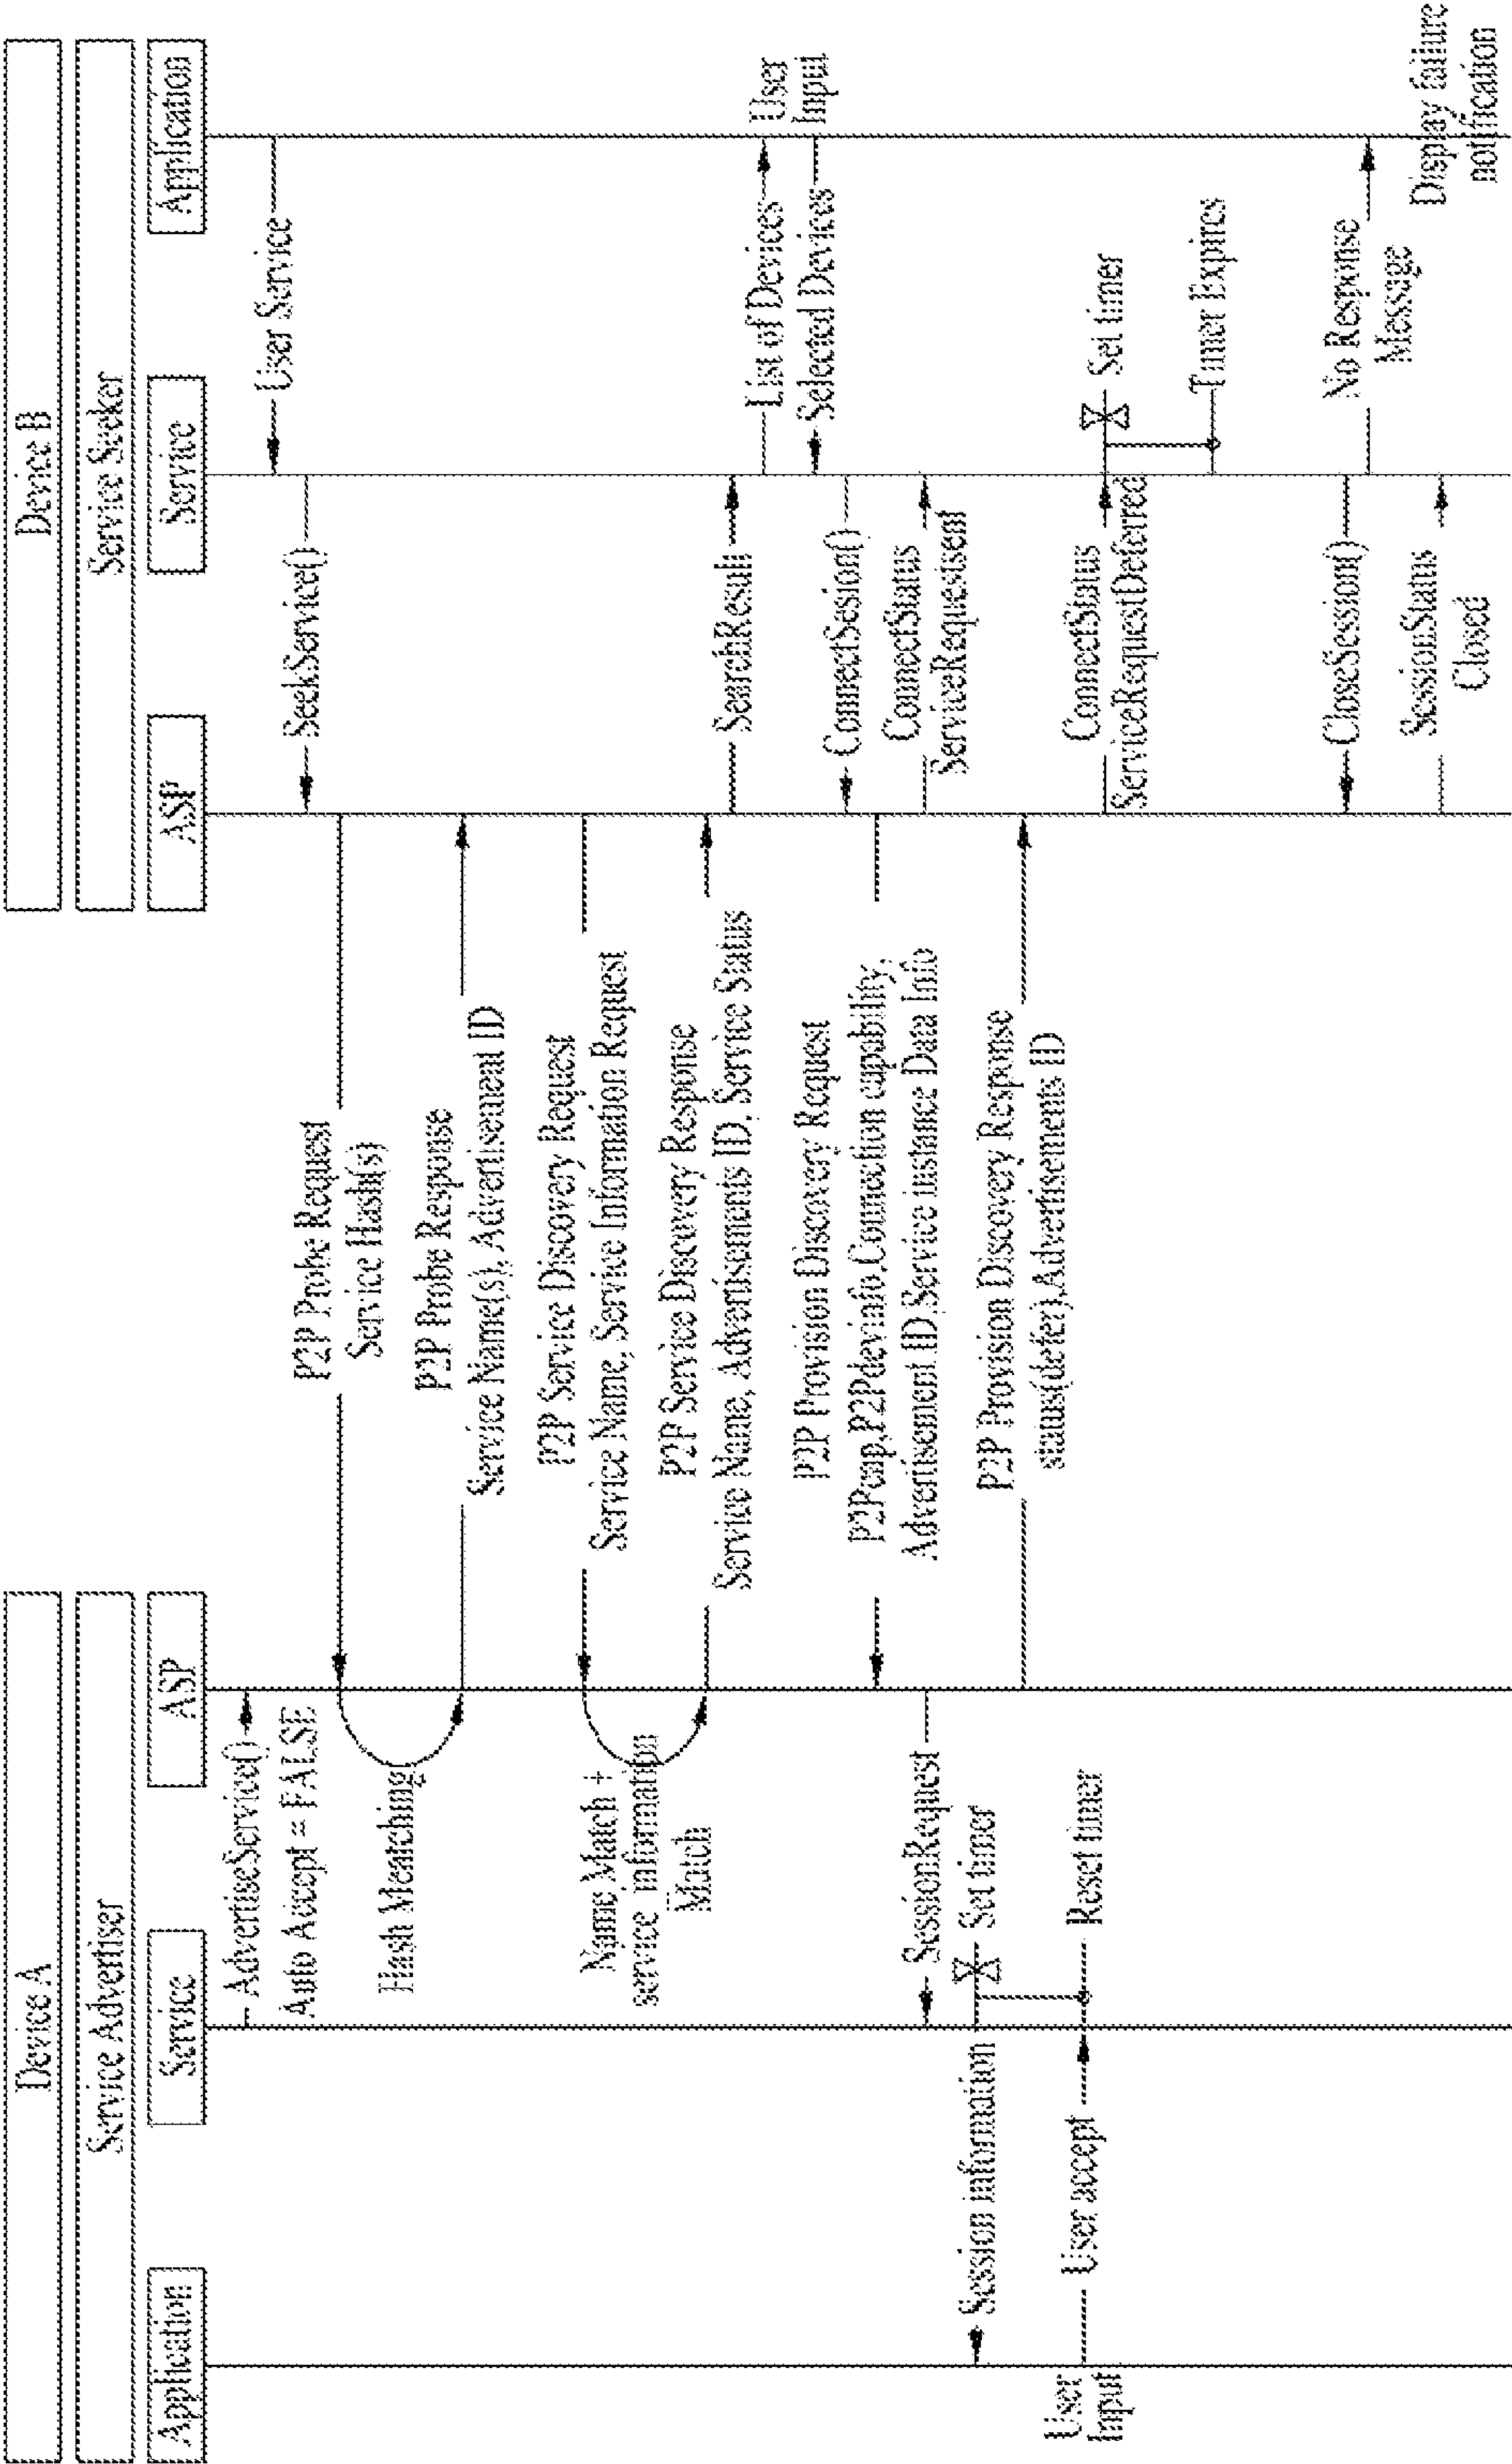 Device A
Device B
Service Advertiser
Service Seeker
Application
Service
ASP
ASP
Service
Application
AdvertiseService()
Auto Accept = FALSE
User Service
SeekService()
P2P Probe Request
Service Hash(s)
Hash Mearching
P2P Probe Response
Service Name(s), Advertisement ID
P2P Service Discovery Request
Service Name, Service Information Request
Name Match +
service information
Match
P2P Service Discovery Response
Service Name, Advertisements ID, Service Status
SearchResult
List of Devices
User
Input
Selected Devices
ConnectSesion()
P2P Provision Discovery Request
P2Pcap,P2Pdevinfo,Connection capability,
Advertisement ID,Service instance Data Info
ConnectStatus
ServiceRequestsent
SessionRequest
Session information
Set timer
P2P Provision Discovery Response
status(defer),Advertisements ID
User
Input
User accept
Reset timer
ConnectStatus
ServiceRequestDeferred
Set timer
Timer Expires
CloseSession()
No Response
Message
SessionStatus
Closed
Display failure
notification